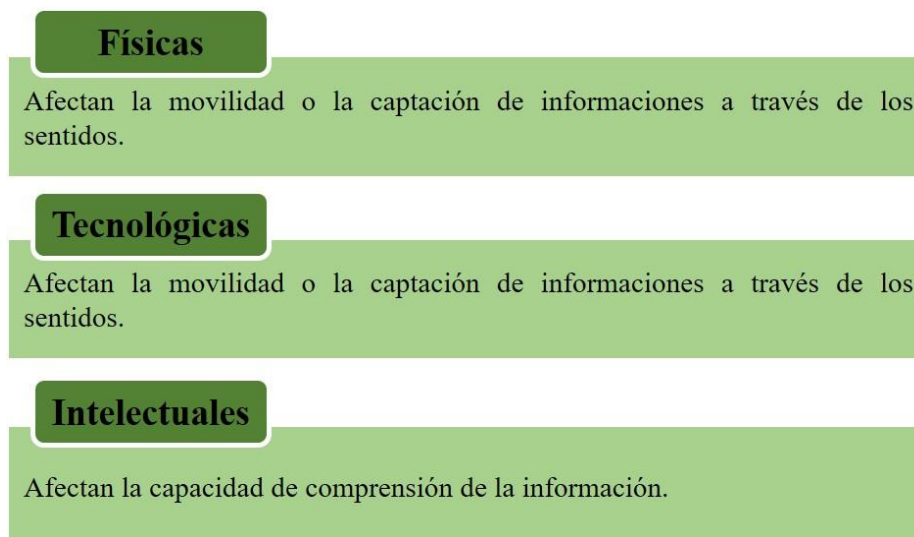 Físicas
Afectan la movilidad o la captación de informaciones a través de los
sentidos.
Tecnológicas
Afectan la movilidad o la captación de informaciones a través de los
sentidos.
Intelectuales
Afectan la capacidad de comprensión de la información.